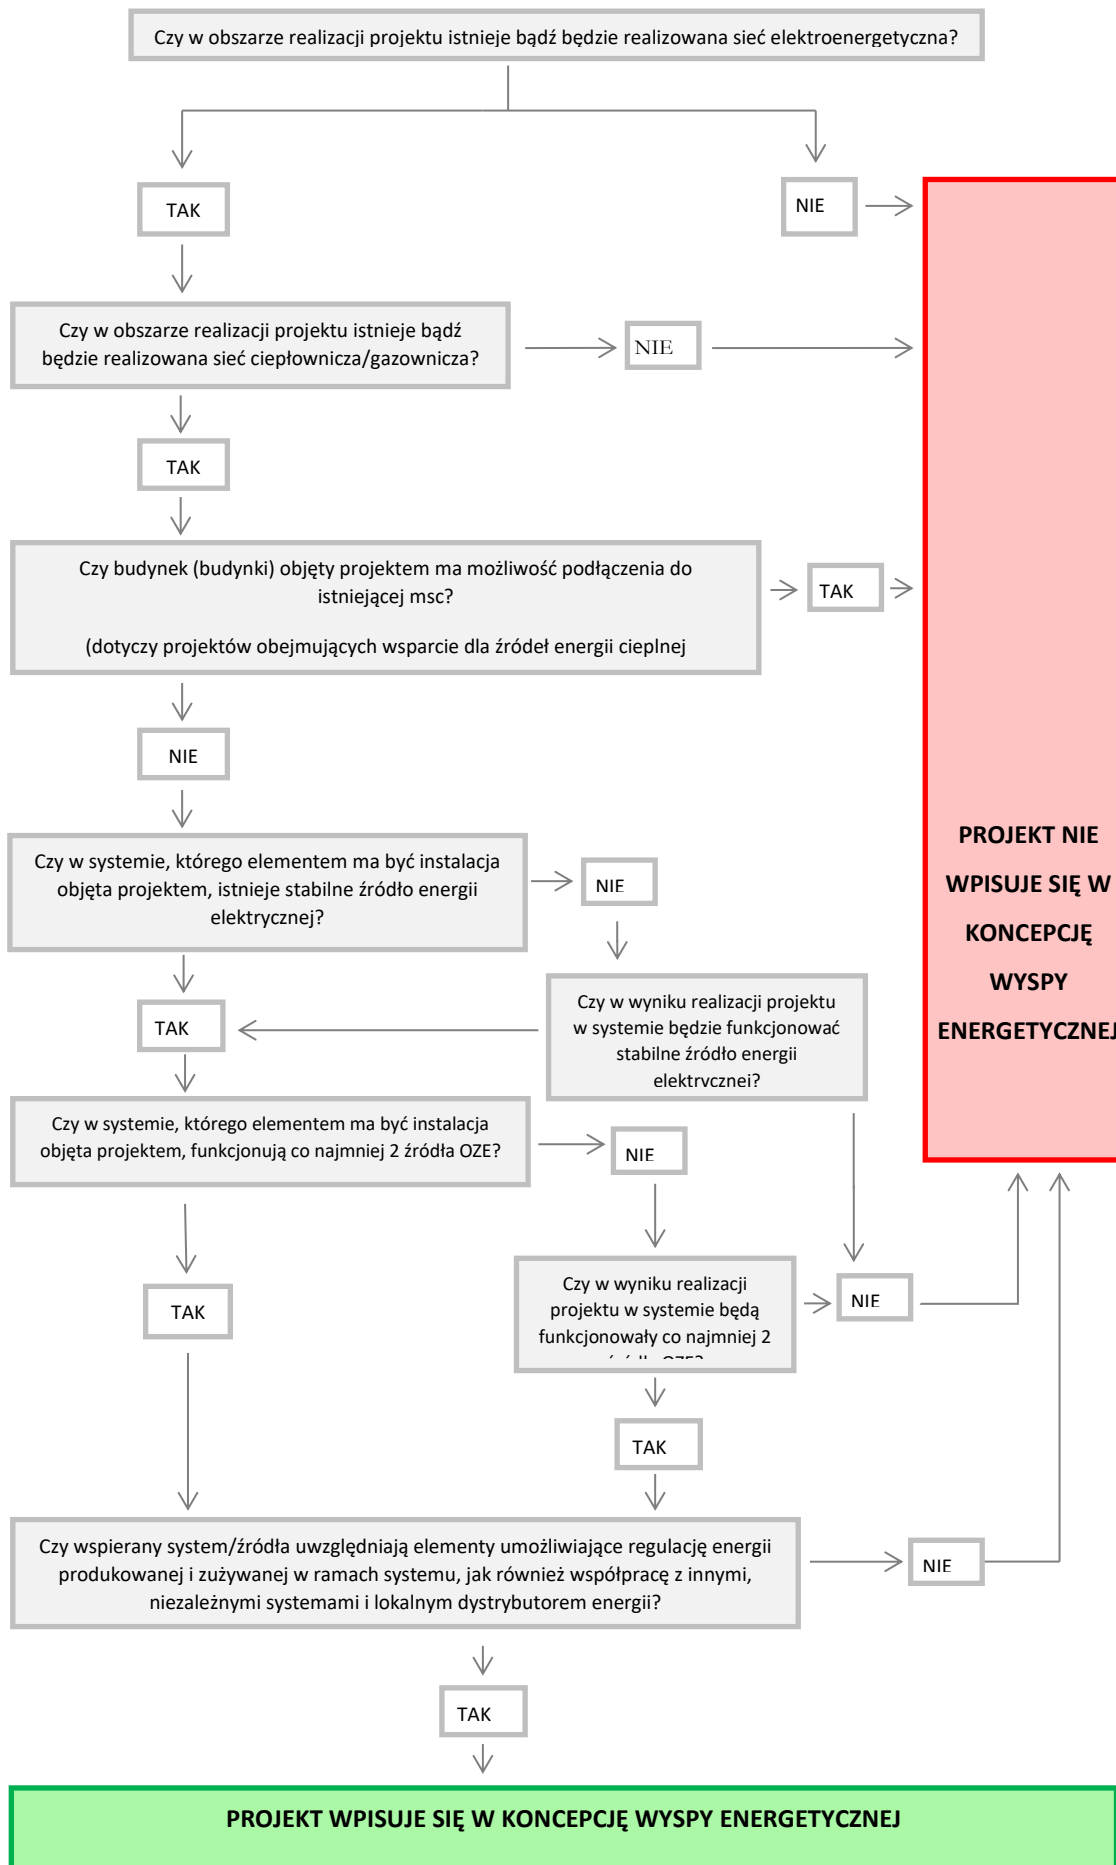 Czy w obszarze realizacji projektu istnieje bądź będzie realizowana sieć elektroenergetyczna?
TAK
NIE
Czy w obszarze realizacji projektu istnieje bądź
będzie realizowana sieć ciepłownicza/gazownicza?
NIE
TAK
Czy budynek (budynki) objęty projektem ma możliwość podłączenia do
istniejącej msc?
(dotyczy projektów obejmujących wsparcie dla źródeł energii cieplnej
TAK
NIE
Czy w systemie, którego elementem ma być instalacja
objęta projektem, istnieje stabilne źródło energii
elektrycznej?
NIE
PROJEKT NIE
WPISUJE SIĘ W
KONCEPCJĘ
WYSPY
ENERGETYCZNEJ
TAK
Czy w wyniku realizacji projektu
w systemie będzie funkcjonować
stabilne źródło energii
elektrycznej?
Czy w systemie, którego elementem ma być instalacja
objęta projektem, funkcjonują co najmniej 2 źródła OZE?
NIE
TAK
Czy w wyniku realizacji
projektu w systemie będą
funkcjonowały co najmniej 2
źródła OZE?
NIE
TAK
Czy wspierany system/źródła uwzględniają elementy umożliwiające regulację energii
produkowanej i zużywanej w ramach systemu, jak również współpracę z innymi,
niezależnymi systemami i lokalnym dystrybutorem energii?
NIE
TAK
PROJEKT WPISUJE SIĘ W KONCEPCJĘ WYSPY ENERGETYCZNEJ